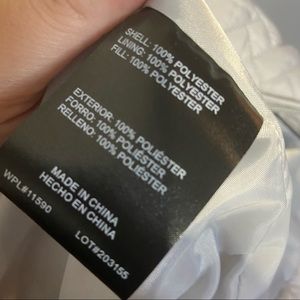 SHELL: 100% POLYESTER
LINING: 100% POLYESTER
FILL: 100% POLYESTER
EXTERIOR: 100% POLIÉSTER
FORRO: 100% POLIÉSTER
RELLENO: 100% POLIÉSTER
MADE IN CHINA
HECHO EN CHINA
WPL#11590
LOT#203155